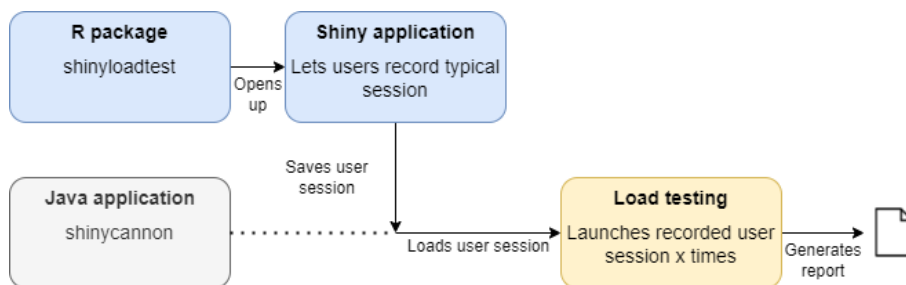 R package
shinyloadtest
Opens
up
Shiny application
Lets users record typical
session
Saves user
session
Java application
shinycannon
Loads user session
Load testing
Launches recorded user
session x times
Generates
report